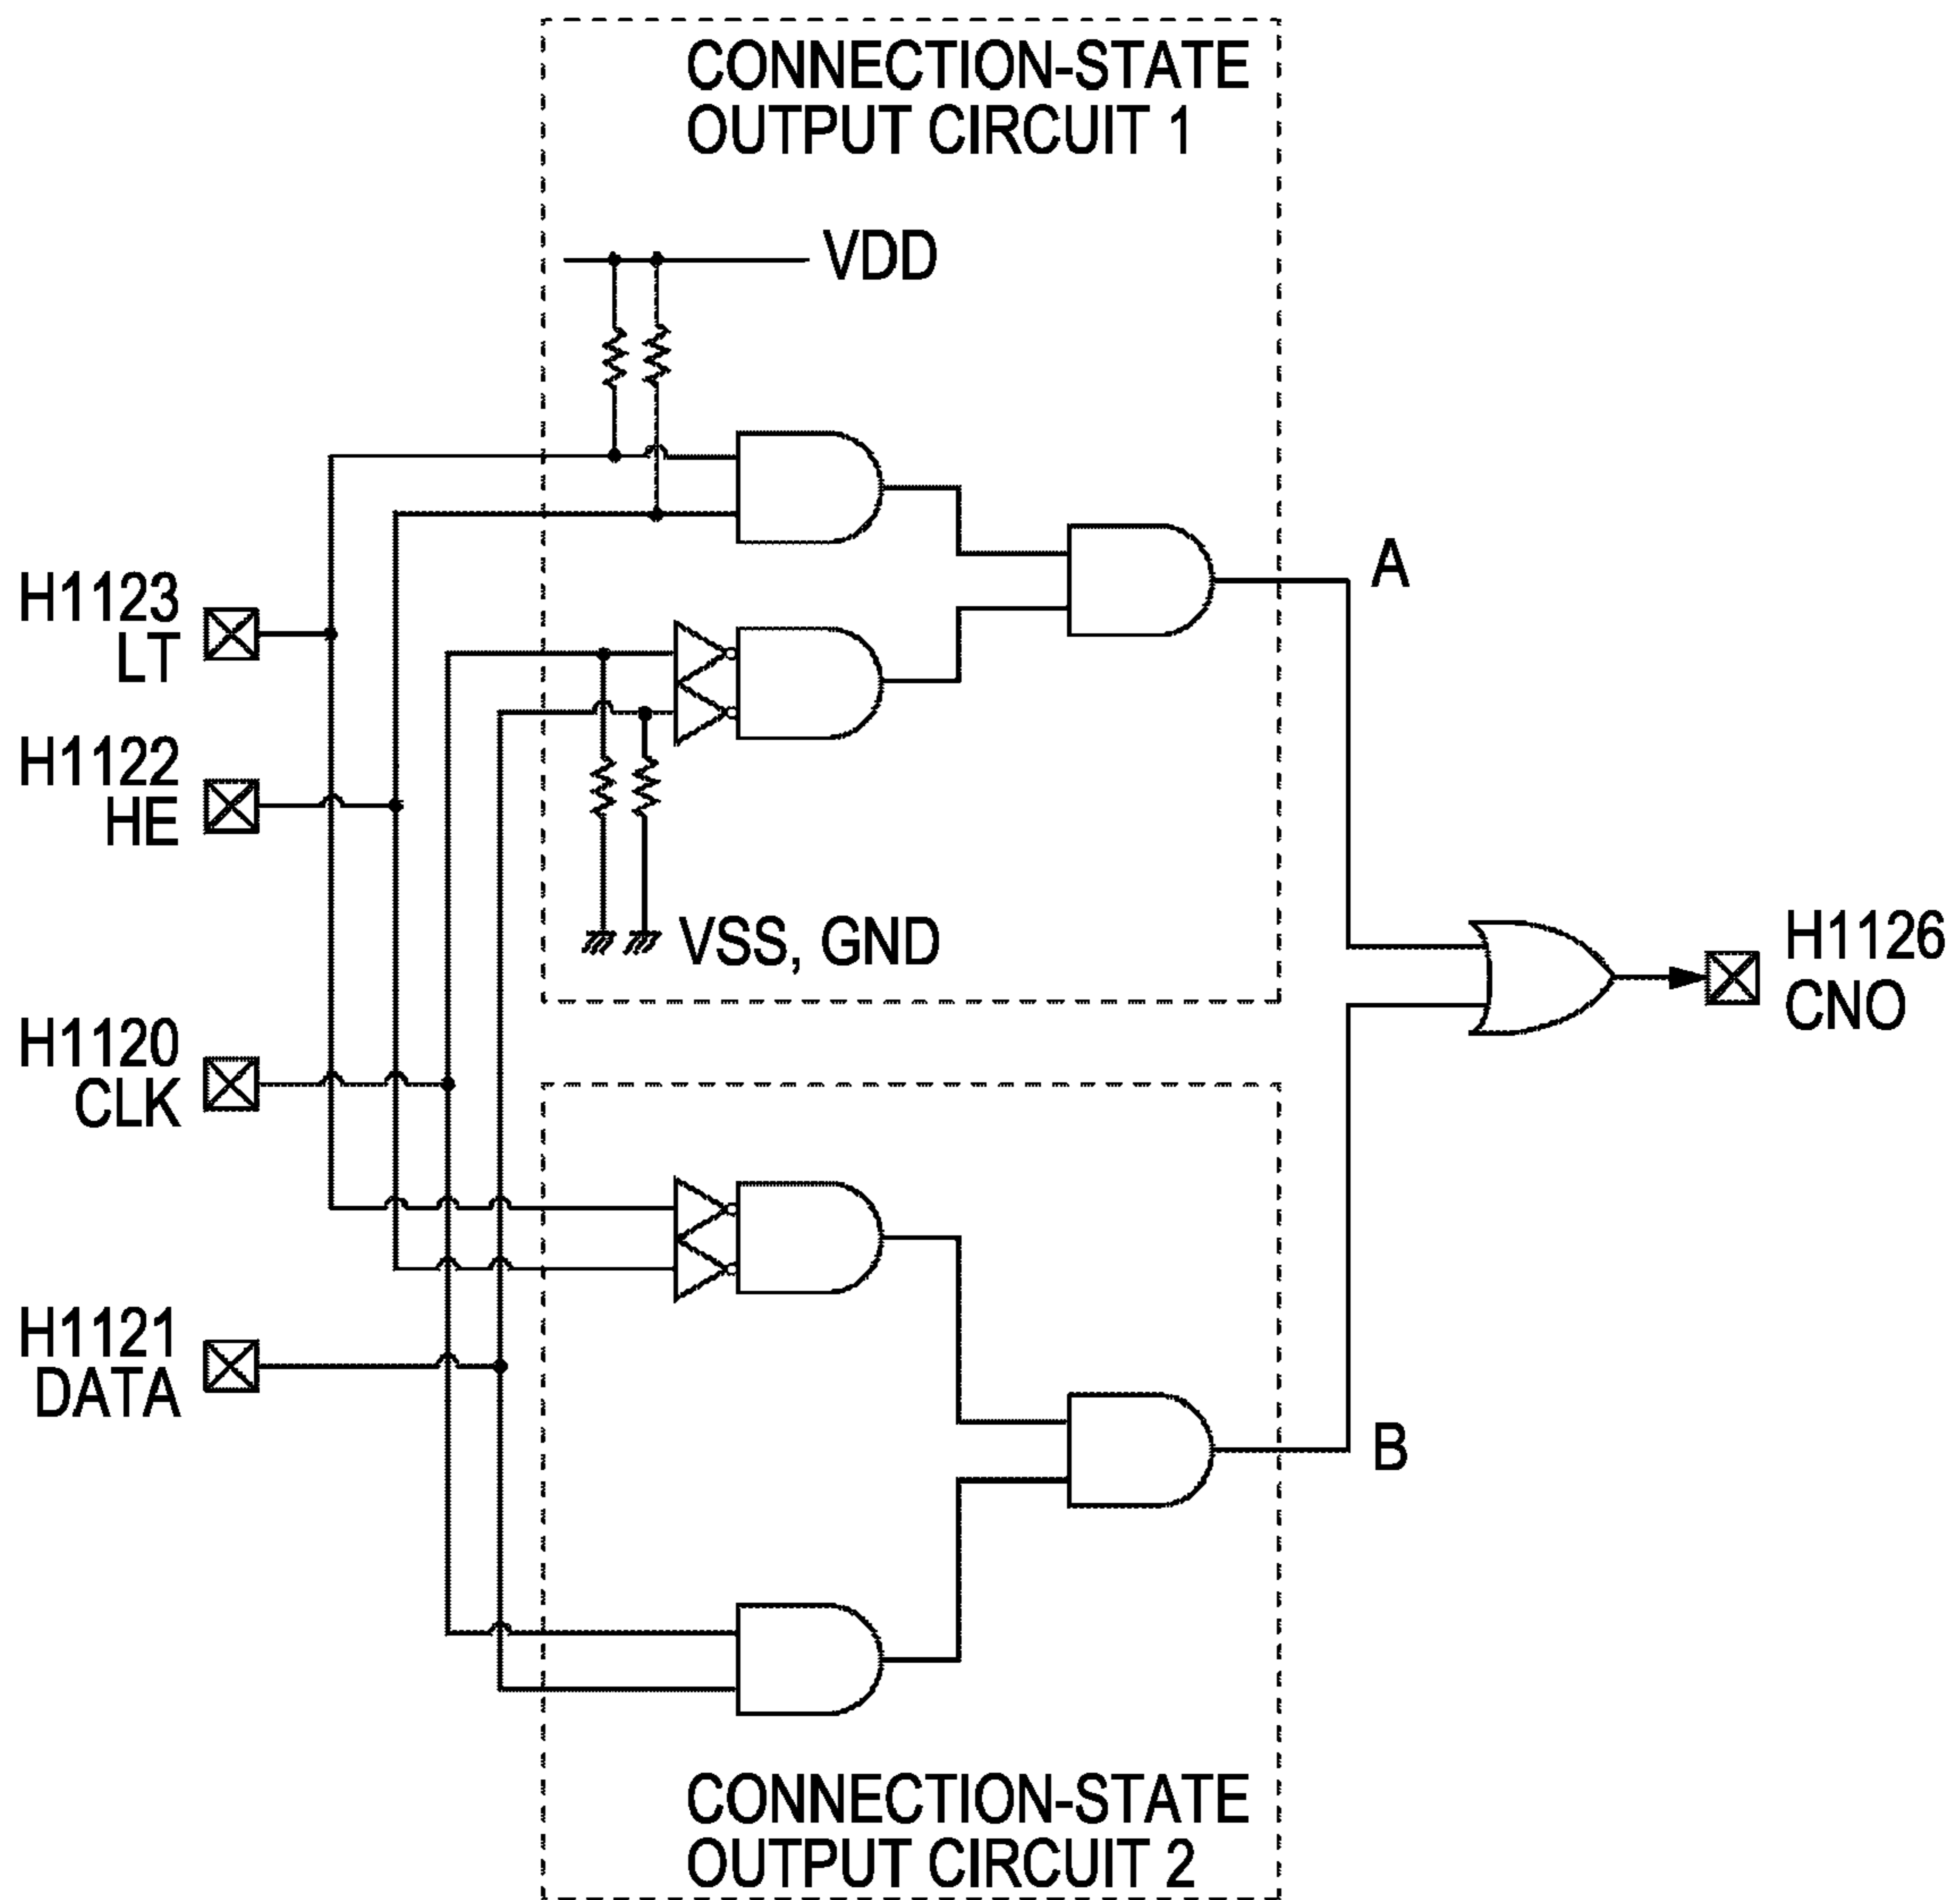 CONNECTION-STATE
OUTPUT CIRCUIT 1
VDD
A
H1123
LT
H1122
HE
VSS, GND
H1126
CNO
H1120
CLK
H1121
DATA
B
CONNECTION-STATE
OUTPUT CIRCUIT 2